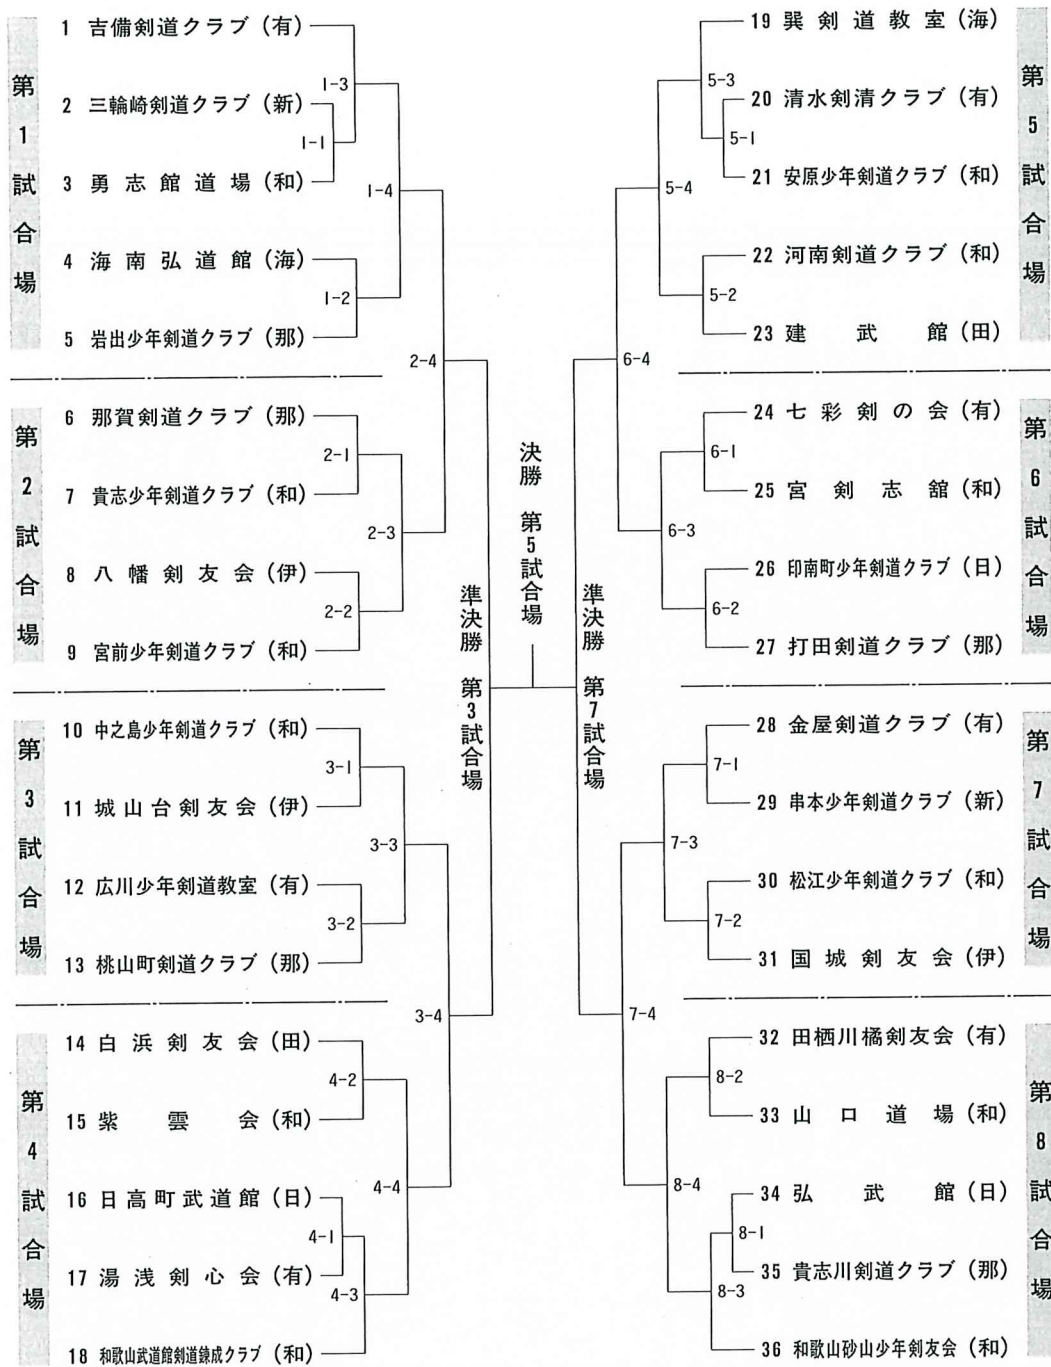 第1試合場
1 吉備剣道クラブ (有)
2 三輪崎剣道クラブ (新)
3 勇志館道場 (和)
4 海南弘道館 (海)
5 岩出少年剣道クラブ (那)
1-3
1-1
1-4
1-2
2-4
第2試合場
6 那賀剣道クラブ (那)
7 貴志少年剣道クラブ (和)
8 八幡剣友会 (伊)
9 宮前少年剣道クラブ (和)
2-1
2-3
2-2
第3試合場
10 中之島少年剣道クラブ (和)
11 城山台剣友会 (伊)
12 広川少年剣道教室 (有)
13 桃山町剣道クラブ (那)
3-1
3-3
3-2
3-4
第4試合場
14 白浜剣友会 (田)
15 紫雲会 (和)
16 日高町武道館 (日)
17 湯浅剣心会 (有)
18 和歌山武道館剣道錬成クラブ (和)
4-2
4-4
4-1
4-3
準決勝 第3試合場
決勝 第5試合場
準決勝 第7試合場
第5試合場
19 巽剣道教室 (海)
20 清水剣清クラブ (有)
21 安原少年剣道クラブ (和)
22 河南剣道クラブ (和)
23 建武館 (田)
5-3
5-1
5-4
5-2
6-4
第6試合場
24 七彩剣の会 (有)
25 宮剣志舘 (和)
26 印南町少年剣道クラブ (日)
27 打田剣道クラブ (那)
6-1
6-3
6-2
第7試合場
28 金屋剣道クラブ (有)
29 串本少年剣道クラブ (新)
30 松江少年剣道クラブ (和)
31 国城剣友会 (伊)
7-1
7-3
7-2
7-4
第8試合場
32 田栖川橘剣友会 (有)
33 山口道場 (和)
34 弘武館 (日)
35 貴志川剣道クラブ (那)
36 和歌山砂山少年剣友会 (和)
8-2
8-4
8-1
8-3